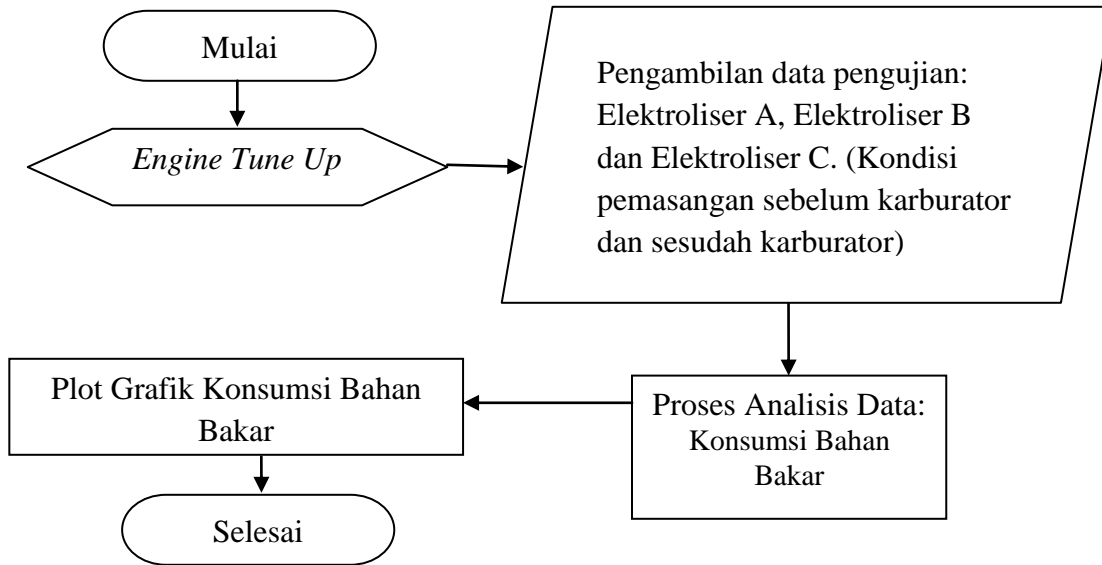 Mulai
Engine Tune Up
Pengambilan data pengujian:
Elektroliser A, Elektroliser B
dan Elektroliser C. (Kondisi
pemasangan sebelum karburator
dan sesudah karburator)
Proses Analisis Data:
Konsumsi Bahan
Bakar
Plot Grafik Konsumsi Bahan
Bakar
Selesai